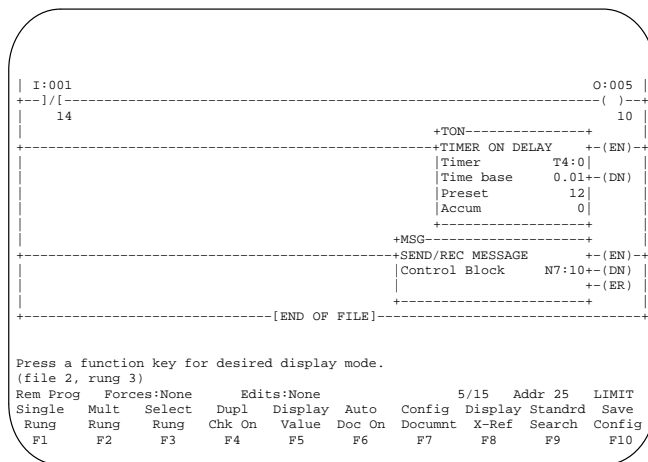 | I:001                                                                 O:005 |
+--]/[-------------------------------------------------------------------( )--+
|    14                                                                    10 |
|                                                   +TON---------------+      |
+---------------------------------------------------+TIMER ON DELAY    +-(EN)-+
|                                                   |Timer         T4:0|      |
|                                                   |Time base     0.01+-(DN) |
|                                                   |Preset          12|      |
|                                                   |Accum            0|      |
|                                                   +------------------+      |
|                                              +MSG--------------------+      |
+----------------------------------------------+SEND/REC MESSAGE       +-(EN)-+
|                                              |Control Block     N7:10+-(DN) |
|                                              |                       +-(ER) |
|                                              +-----------------------+      |
+-------------------------------[END OF FILE]---------------------------------+
Press a function key for desired display mode.
(file 2, rung 3)
Rem Prog   Forces:None     Edits:None                 5/15   Addr 25   LIMIT
Single   Mult   Select   Dupl   Display   Auto   Config   Display   Standrd   Save
Rung   Rung   Rung   Chk On   Value   Doc On   Documnt   X-Ref   Search   Config
F1   F2   F3   F4   F5   F6   F7   F8   F9   F10